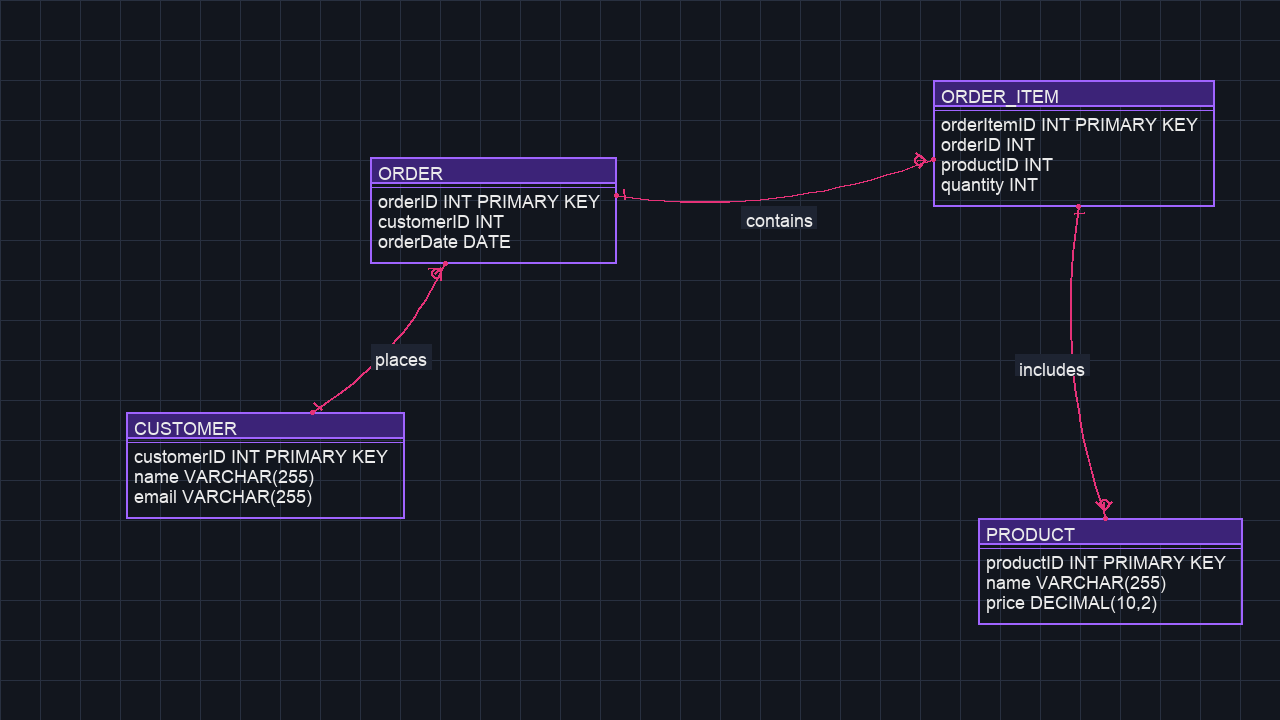 ORDER_ITEM
orderItemID INT PRIMARY KEY
orderID INT
productID INT
quantity INT
ORDER
orderID INT PRIMARY KEY
customerID INT
orderDate DATE
contains
places
includes
CUSTOMER
customerID INT PRIMARY KEY
name VARCHAR(255)
email VARCHAR(255)
PRODUCT
productID INT PRIMARY KEY
name VARCHAR(255)
price DECIMAL(10,2)